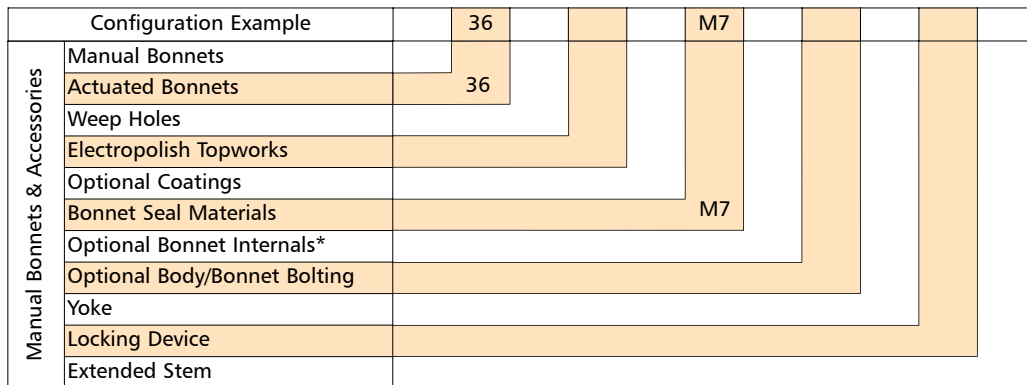 Configuration Example 36 M7
Manual Bonnets & Accessories
Manual Bonnets
Actuated Bonnets 36
Weep Holes
Electropolish Topworks
Optional Coatings
Bonnet Seal Materials M7
Optional Bonnet Internals*
Optional Body/Bonnet Bolting
Yoke
Locking Device
Extended Stem